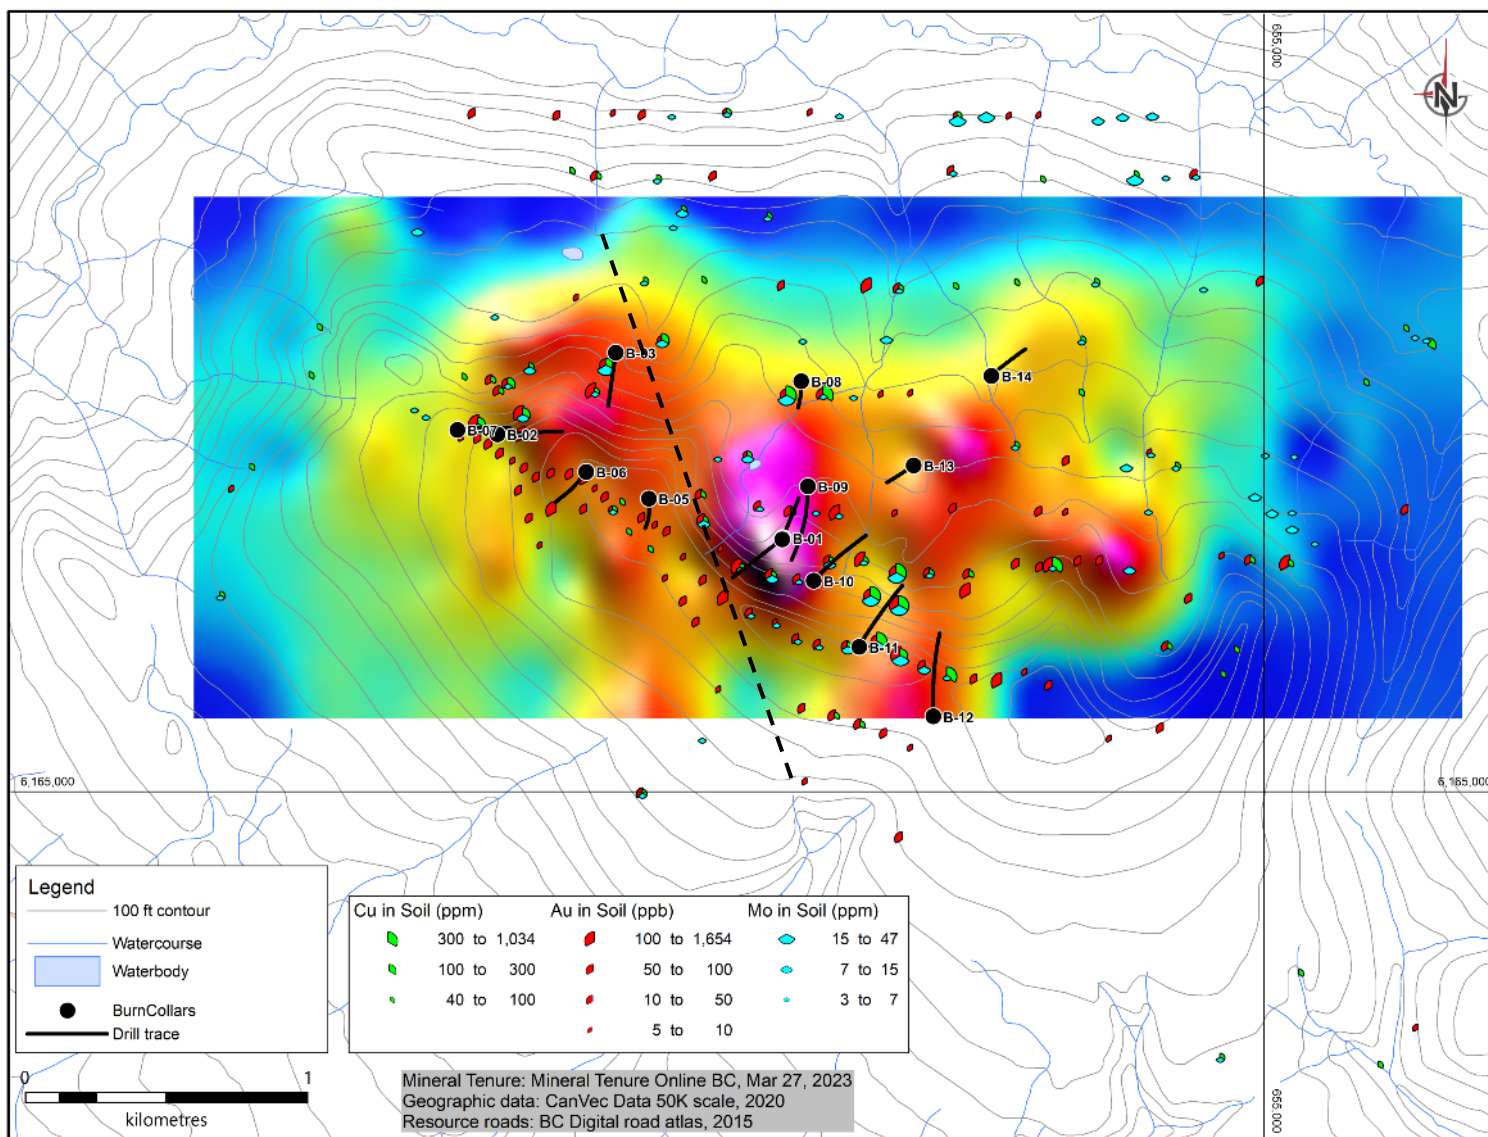 655,000
N
B-03
B-08
B-14
B-07
B-02
B-06
B-13
B-05
B-09
B-01
B-10
B-11
B-12
6,165,000
6,165,000
Legend
100 ft contour
Watercourse
Waterbody
BurnCollars
Drill trace
Cu in Soil (ppm) Au in Soil (ppb) Mo in Soil (ppm)
300 to 1,034 100 to 1,654 15 to 47
100 to 300 50 to 100 7 to 15
40 to 100 10 to 50 3 to 7
5 to 10
0 1
kilometres
Mineral Tenure: Mineral Tenure Online BC, Mar 27, 2023
Geographic data: CanVec Data 50K scale, 2020
Resource roads: BC Digital road atlas, 2015
655,000